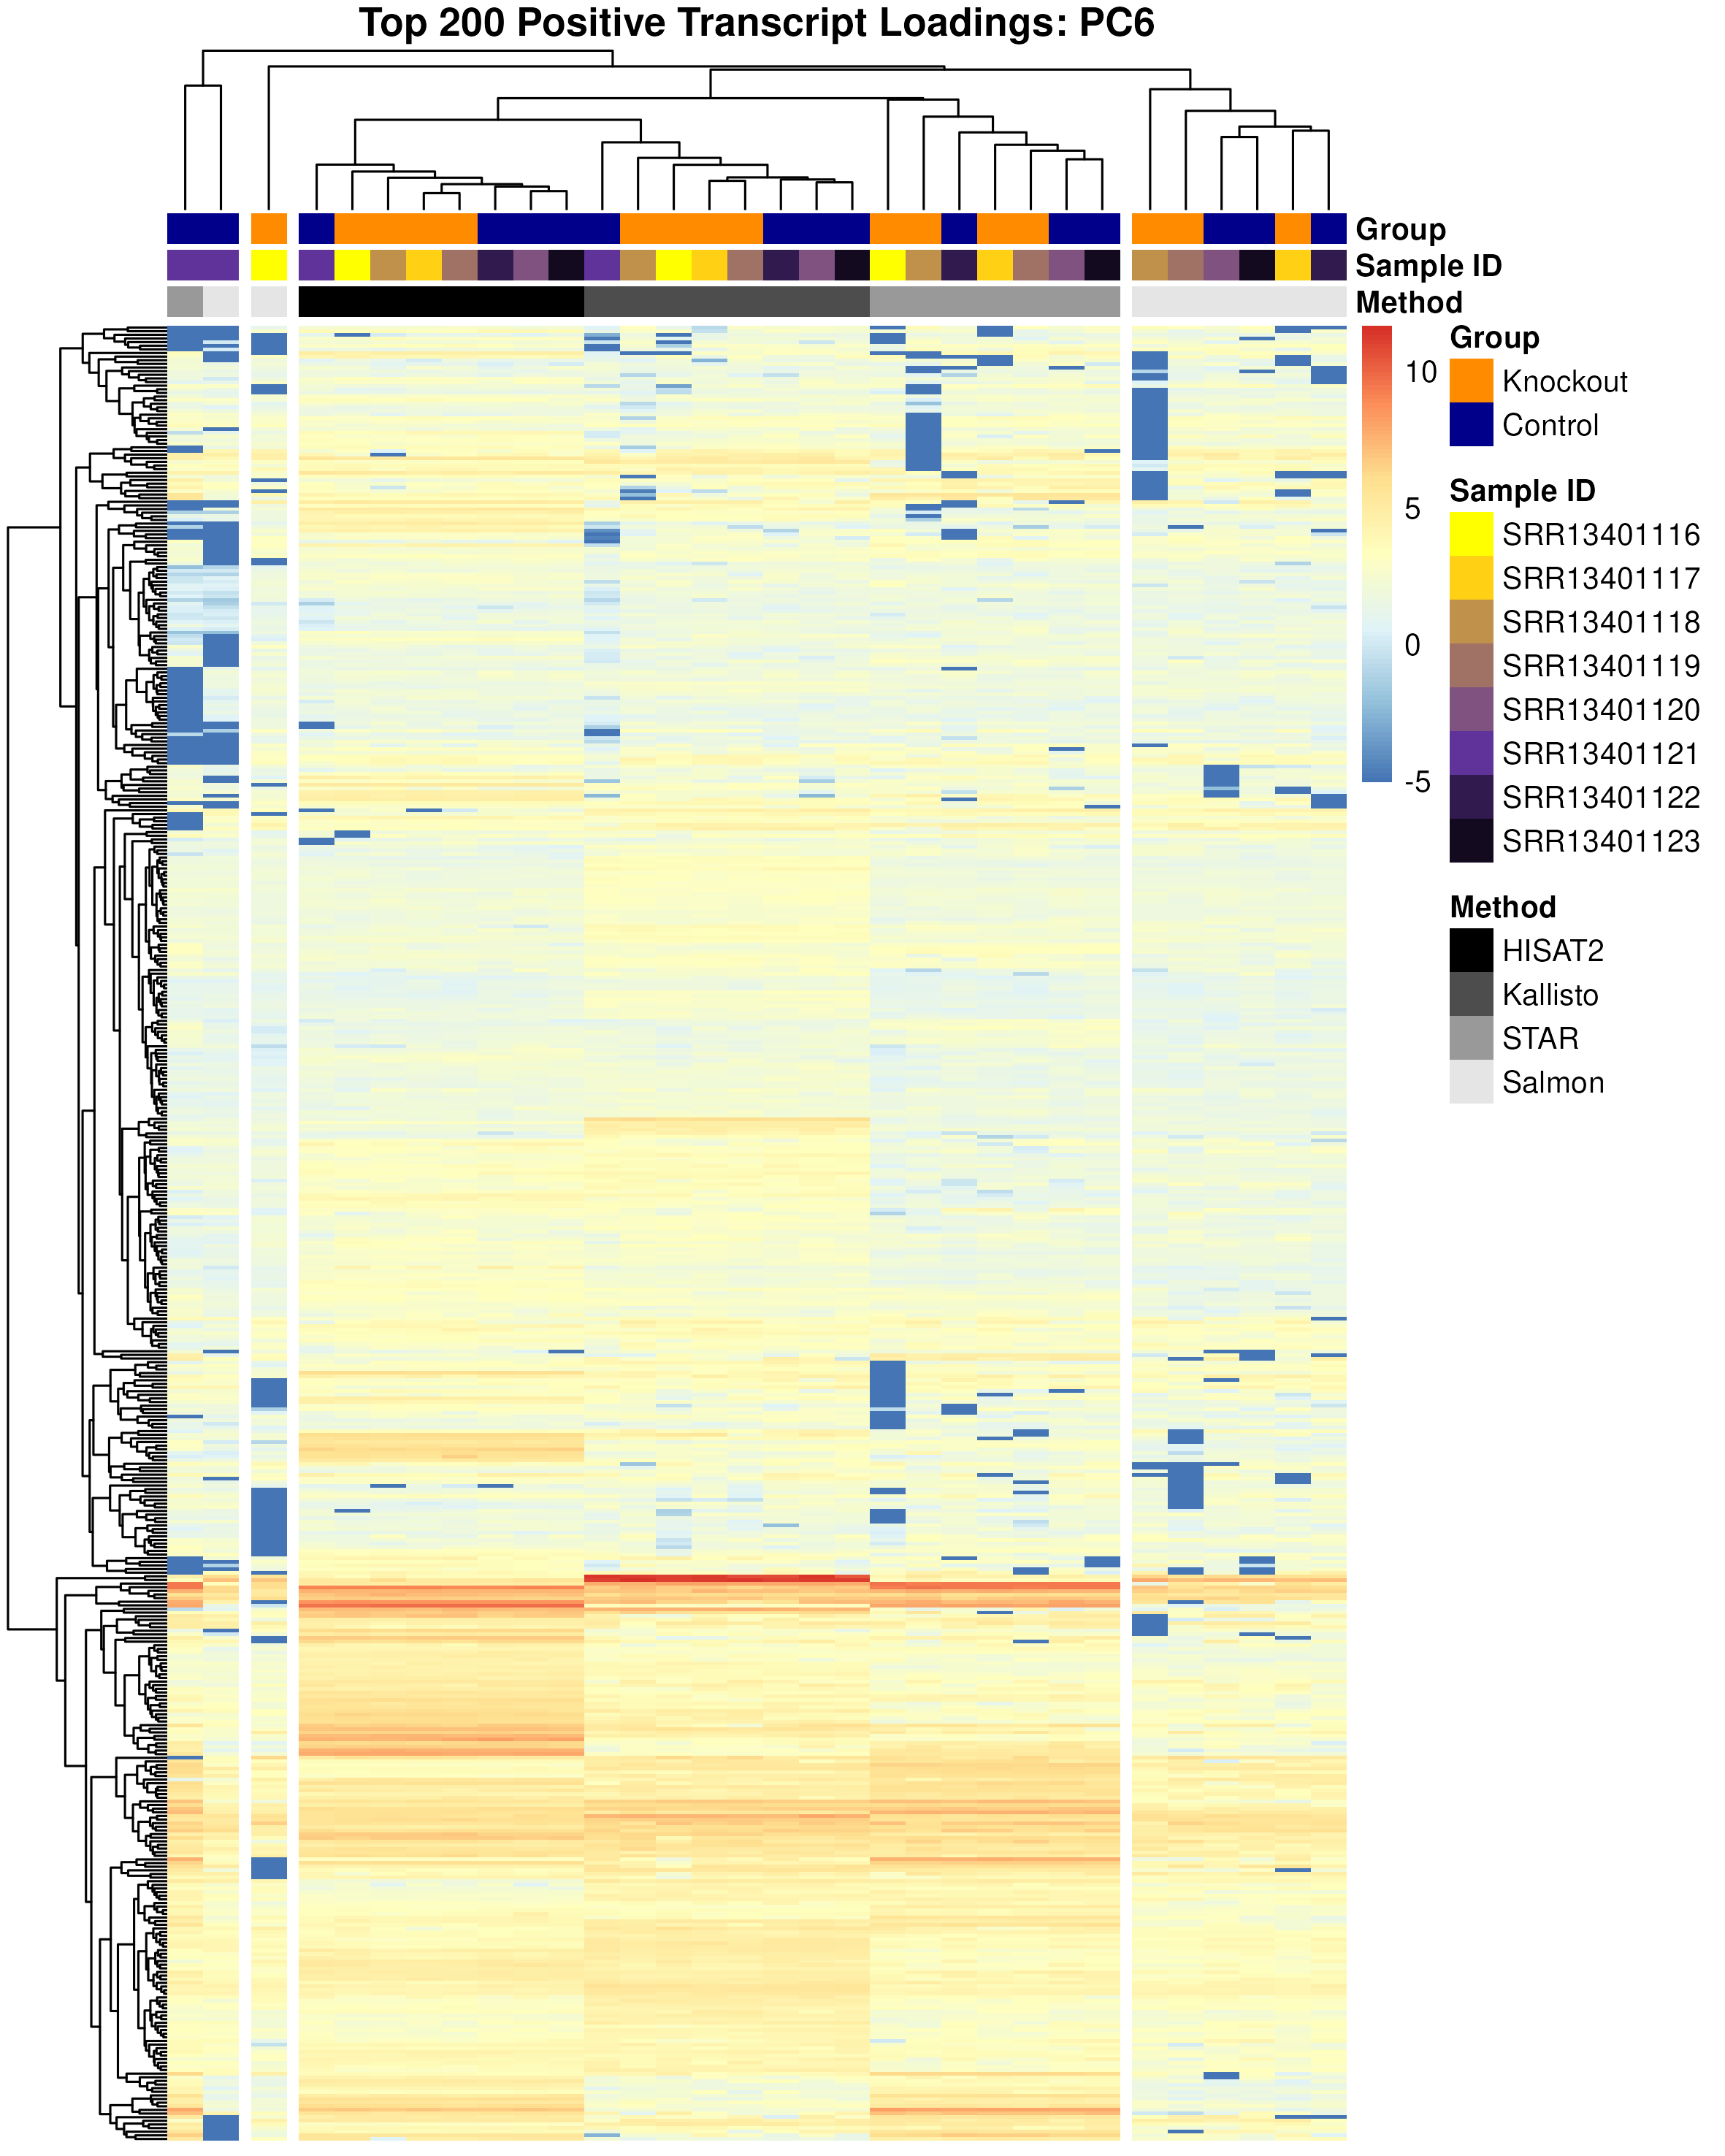 Top 200 Positive Transcript Loadings: PC6
Group
Sample ID
Method
10
5
0
-5
Group
Knockout
Control
Sample ID
SRR13401116
SRR13401117
SRR13401118
SRR13401119
SRR13401120
SRR13401121
SRR13401122
SRR13401123
Method
HISAT2
Kallisto
STAR
Salmon